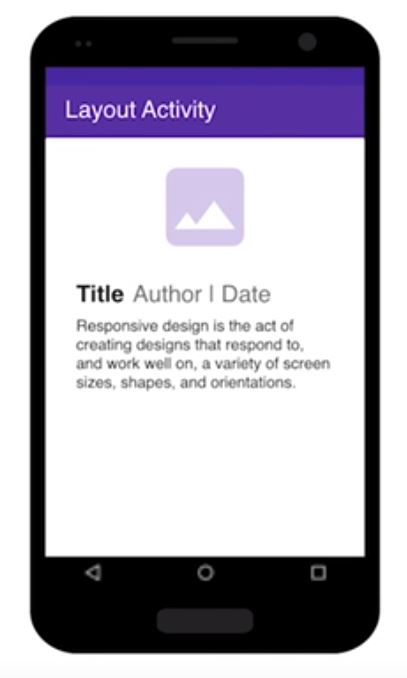 Layout Activity
Title Author | Date
Responsive design is the act of
creating designs that respond to,
and work well on, a variety of screen
sizes, shapes, and orientations.